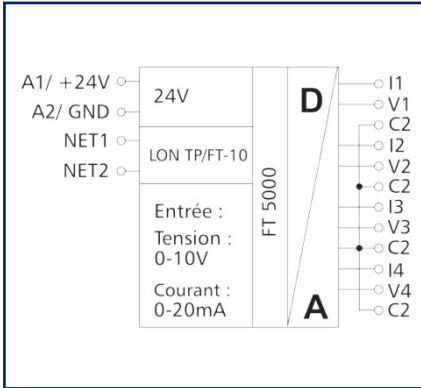 A1/ +24V
A2/ GND
NET1
NET2
24V
LON TP/FT-10
Entrée :
Tension :
0-10V
Courant :
0-20mA
FT 5000
D
A
I1
V1
C2
I2
V2
C2
I3
V3
C2
I4
V4
C2